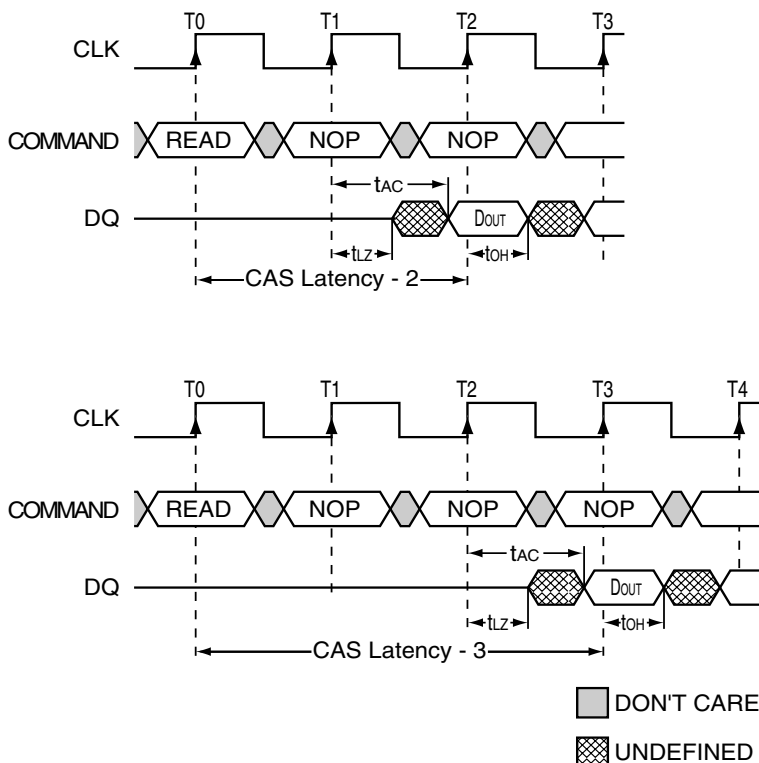 T0 T1 T2 T3
CLK
COMMAND READ NOP NOP
tAC
DQ DOUT
tLZ tOH
CAS Latency - 2
T0 T1 T2 T3 T4
CLK
COMMAND READ NOP NOP NOP
tAC
DQ DOUT
tLZ tOH
CAS Latency - 3
DON'T CARE
UNDEFINED